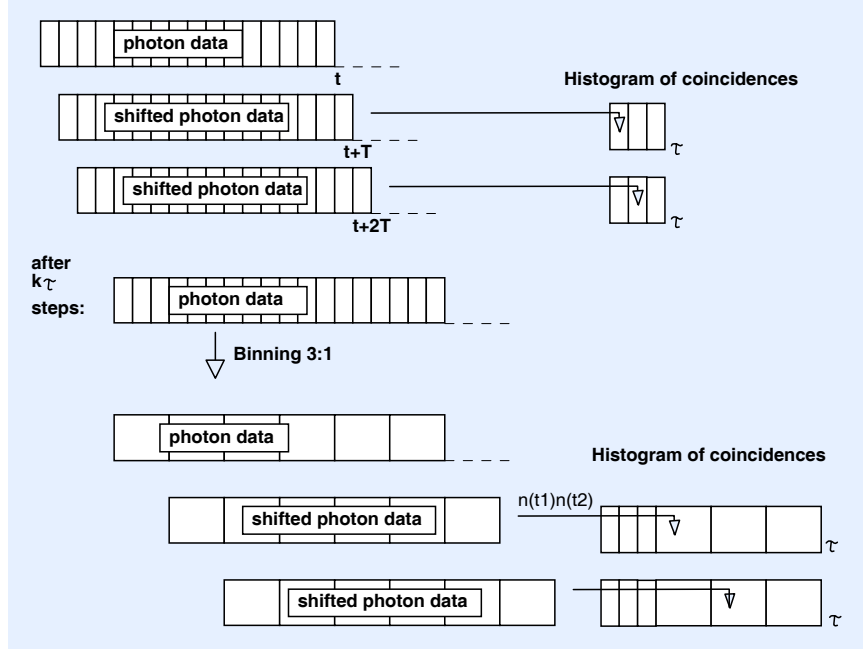 photon data
t
Histogram of coincidences
shifted photon data
t+T
τ
shifted photon data
t+2T
τ
after
kτ
steps:
photon data
Binning 3:1
photon data
Histogram of coincidences
n(t1)n(t2)
shifted photon data
τ
shifted photon data
τ